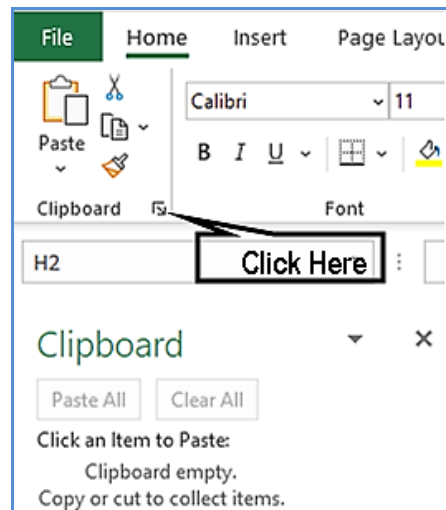 File Home Insert Page Layou
Calibri 11
Paste
B I U
Clipboard Font
H2 Click Here
Clipboard
Paste All Clear All
Click an Item to Paste:
Clipboard empty.
Copy or cut to collect items.